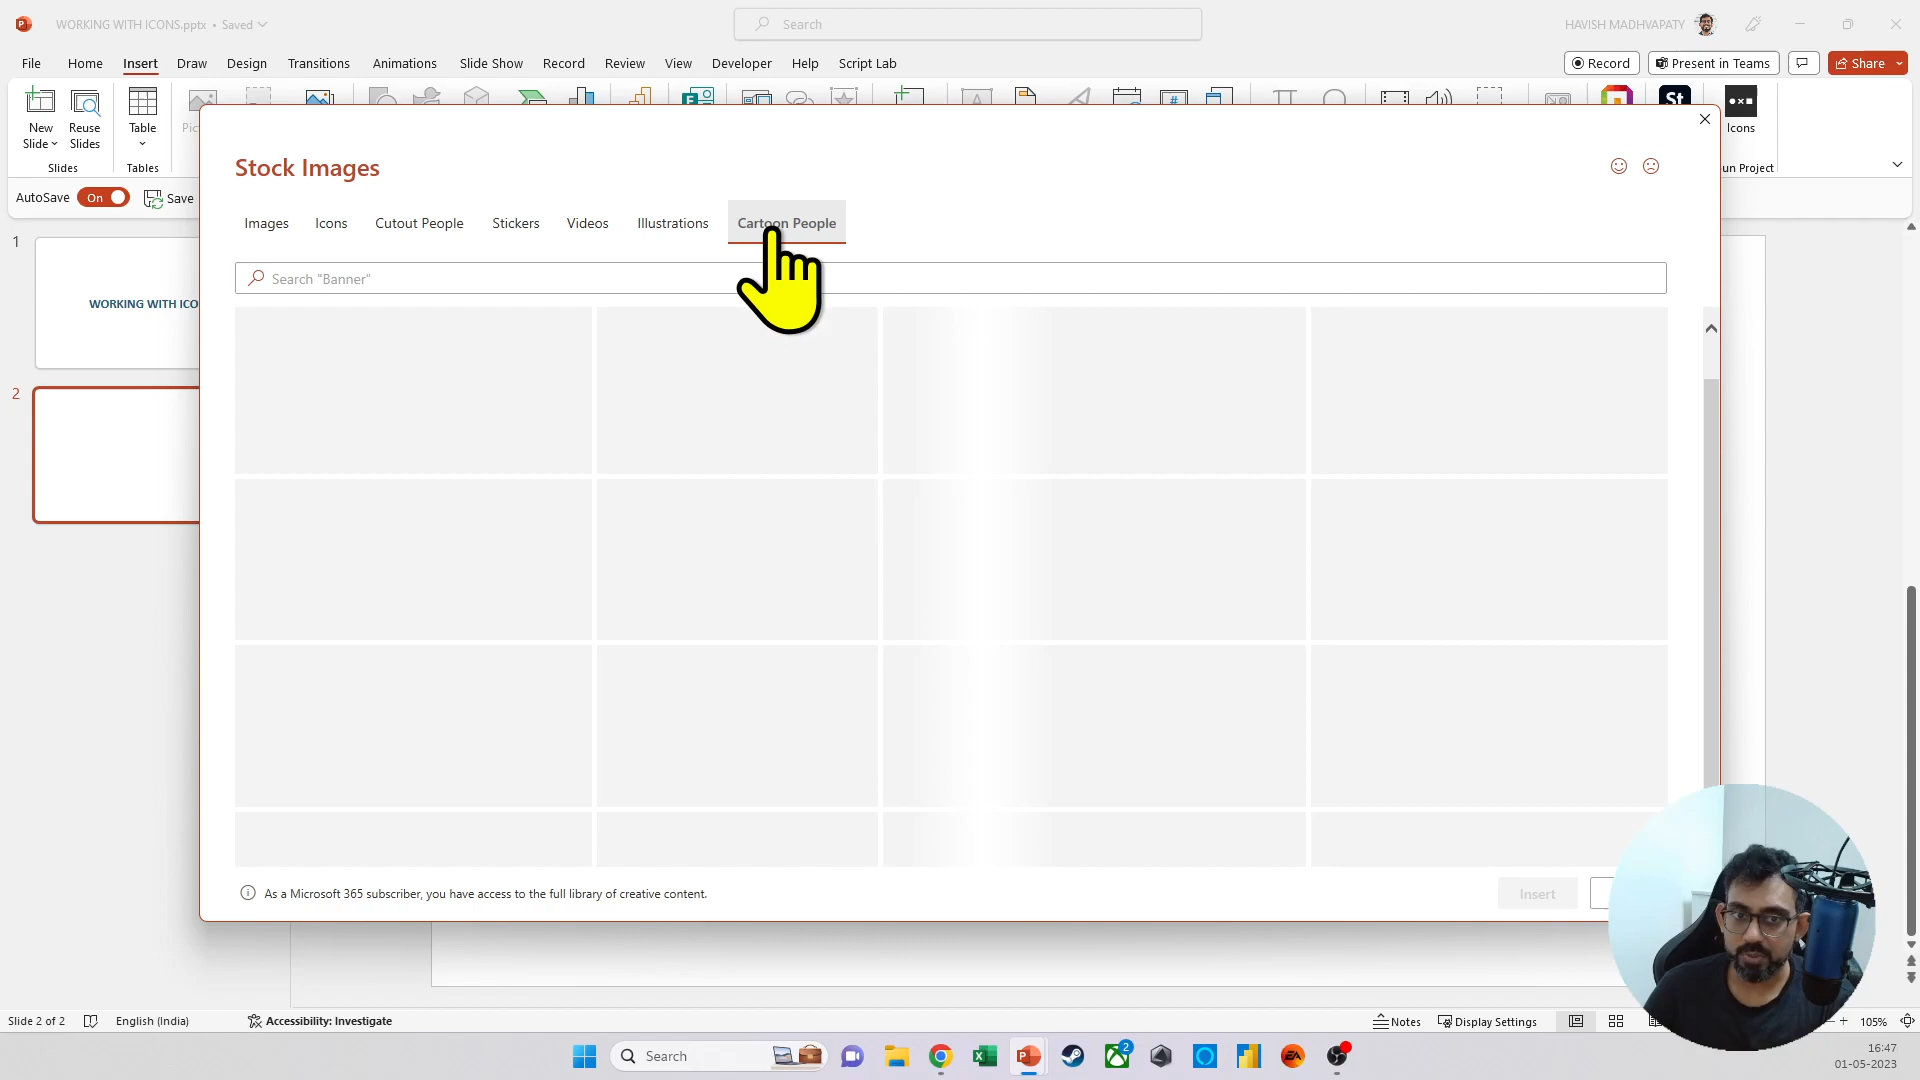 WORKING WITH ICONS.pptx • Saved
Search
HAVISH MADHVAPATY
File Home Insert Draw Design Transitions Animations Slide Show Record Review View Developer Help Script Lab
Record
Present in Teams
Share
New Slide
Reuse Slides
Table
St
Icons
Slides
Tables
un Project
AutoSave On Save
Stock Images
Images Icons Cutout People Stickers Videos Illustrations Cartoon People
Search "Banner"
1
WORKING WITH ICO
2
As a Microsoft 365 subscriber, you have access to the full library of creative content.
Insert
Slide 2 of 2 English (India) Accessibility: Investigate Notes Display Settings 105%
Search
2
EA
16:47
01-05-2023